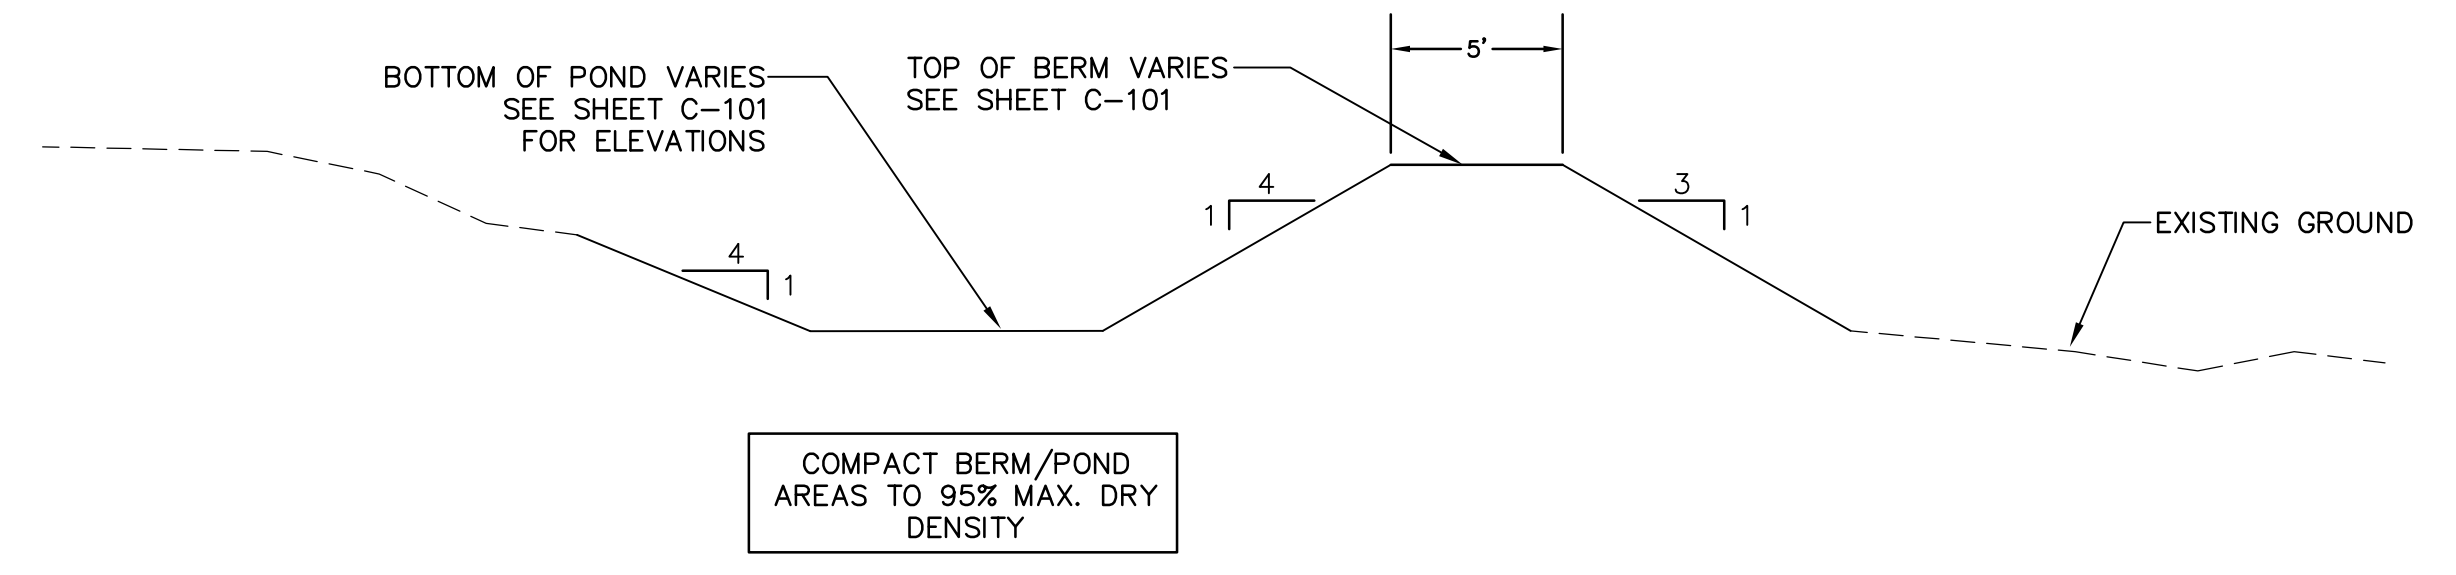 BOTTOM OF POND VARIES
SEE SHEET C-101
FOR ELEVATIONS
TOP OF BERM VARIES
SEE SHEET C-101
5'
4
1
1
4
3
1
EXISTING GROUND
COMPACT BERM/POND
AREAS TO 95% MAX. DRY
DENSITY